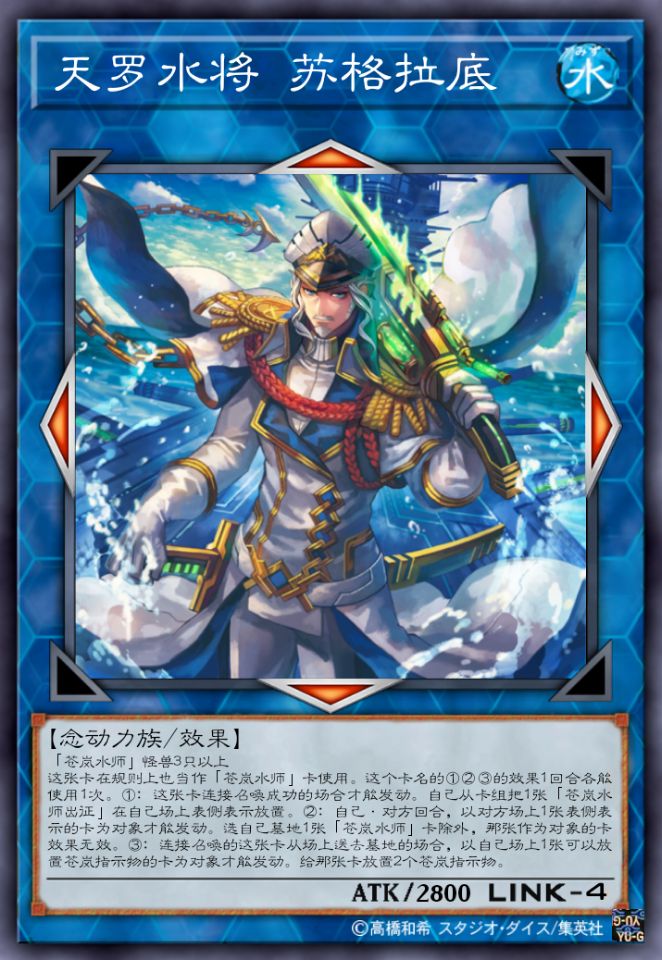 天罗水将 苏格拉底
みず
水
【念动力族/效果】
「苍岚水师」怪兽3只以上
这张卡在规则上也当作「苍岚水师」卡使用。这个卡名的①②③的效果1回合各能
使用1次。①：这张卡连接召唤成功的场合才能发动。自己从卡组把1张「苍岚水
师出证」在自己场上表侧表示放置。②：自己·对方回合，以对方场上1张表侧表
示的卡为对象才能发动。选自己墓地1张「苍岚水师」卡除外，那张作为对象的卡
效果无效。③：连接召唤的这张卡从场上送去墓地的场合，以自己场上1张可以放
置苍岚指示物的卡为对象才能发动。给那张卡放置2个苍岚指示物。
ATK/2800 LINK-4
©高橋和希 スタジオ・ダイス/集英社
YU-G